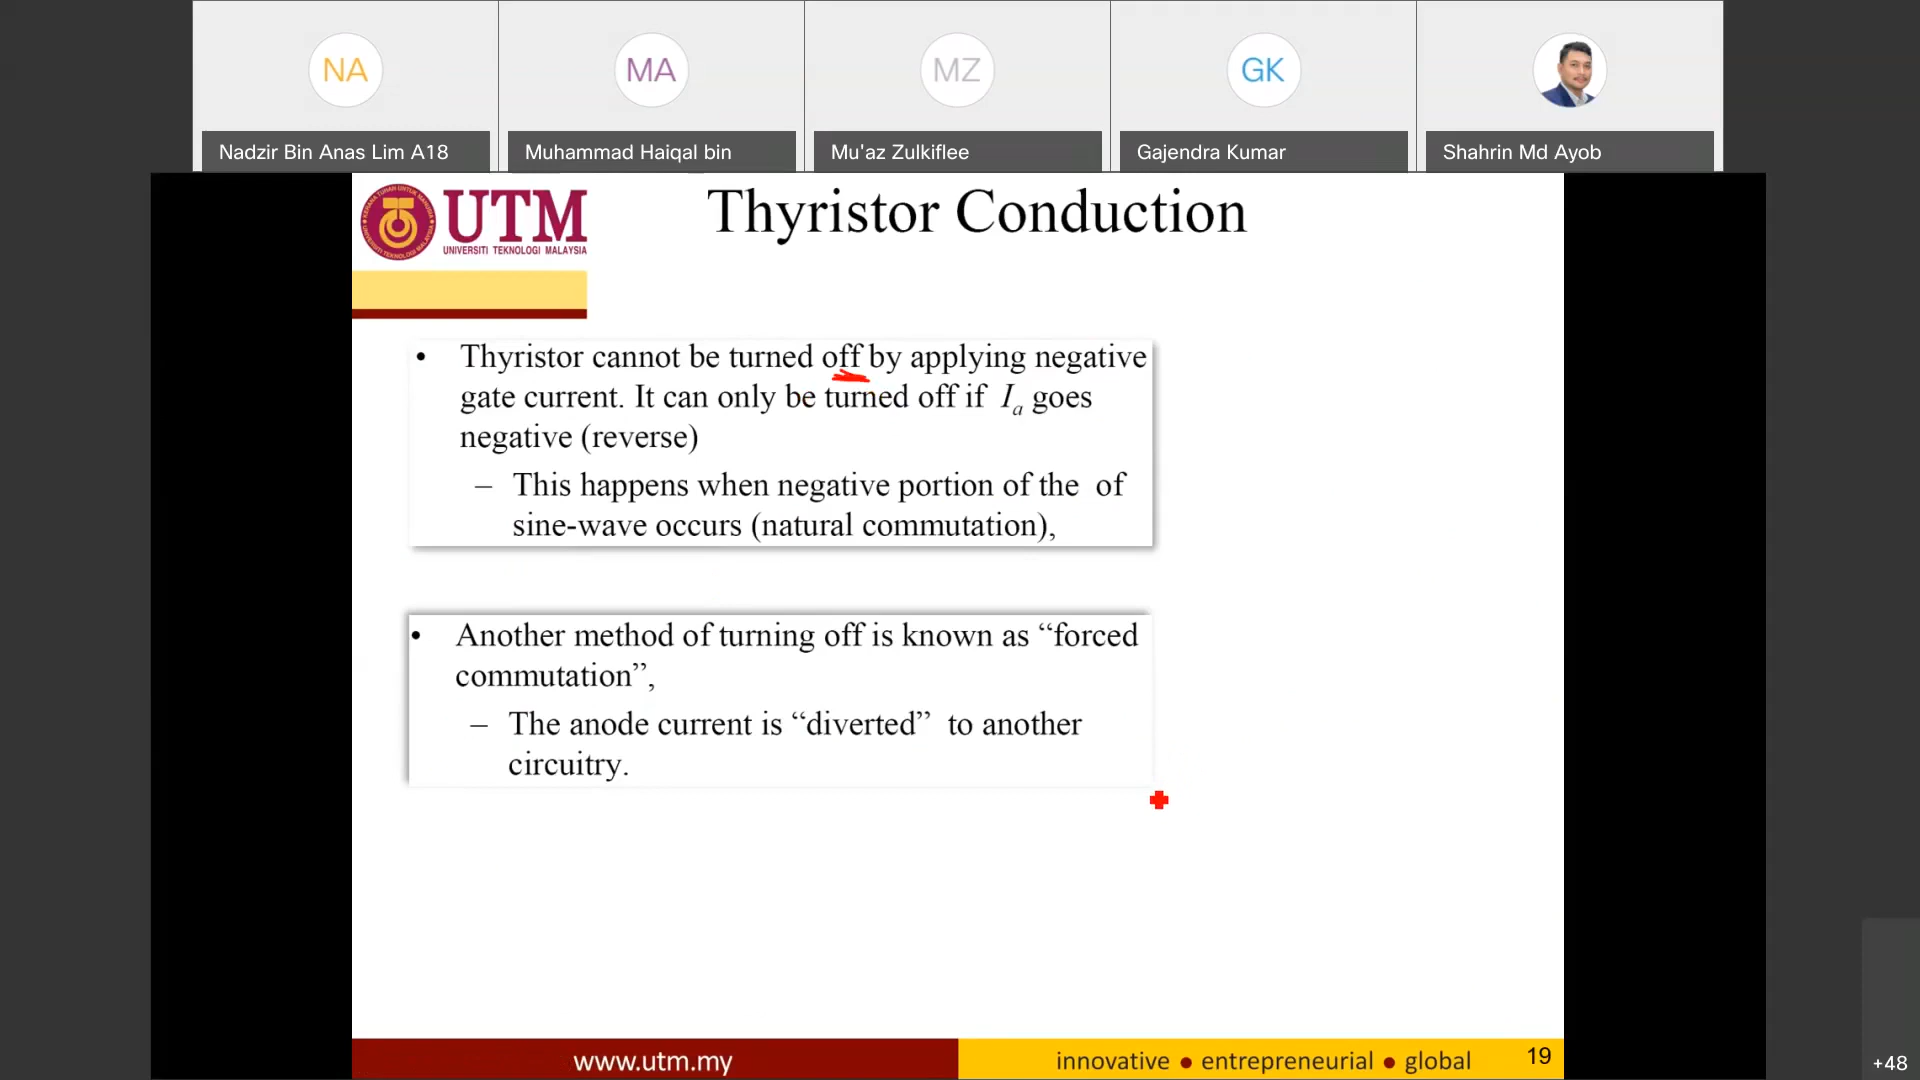 NA
MA
MZ
GK
Nadzir Bin Anas Lim A18
Muhammad Haiqal bin
Mu'az Zulkiflee
Gajendra Kumar
Shahrin Md Ayob
UTM
UNIVERSITI TEKNOLOGI MALAYSIA
Thyristor Conduction
• Thyristor cannot be turned off by applying negative
gate current. It can only be turned off if Ia goes
negative (reverse)
– This happens when negative portion of the of
sine-wave occurs (natural commutation),
• Another method of turning off is known as “forced
commutation”,
– The anode current is “diverted” to another
circuitry.
www.utm.my
innovative ● entrepreneurial ● global
19
+48